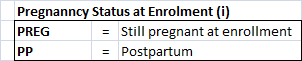 Pregnanncy Status at Enrolment (i)
PREG = Still pregnant at enrollment
PP = Postpartum